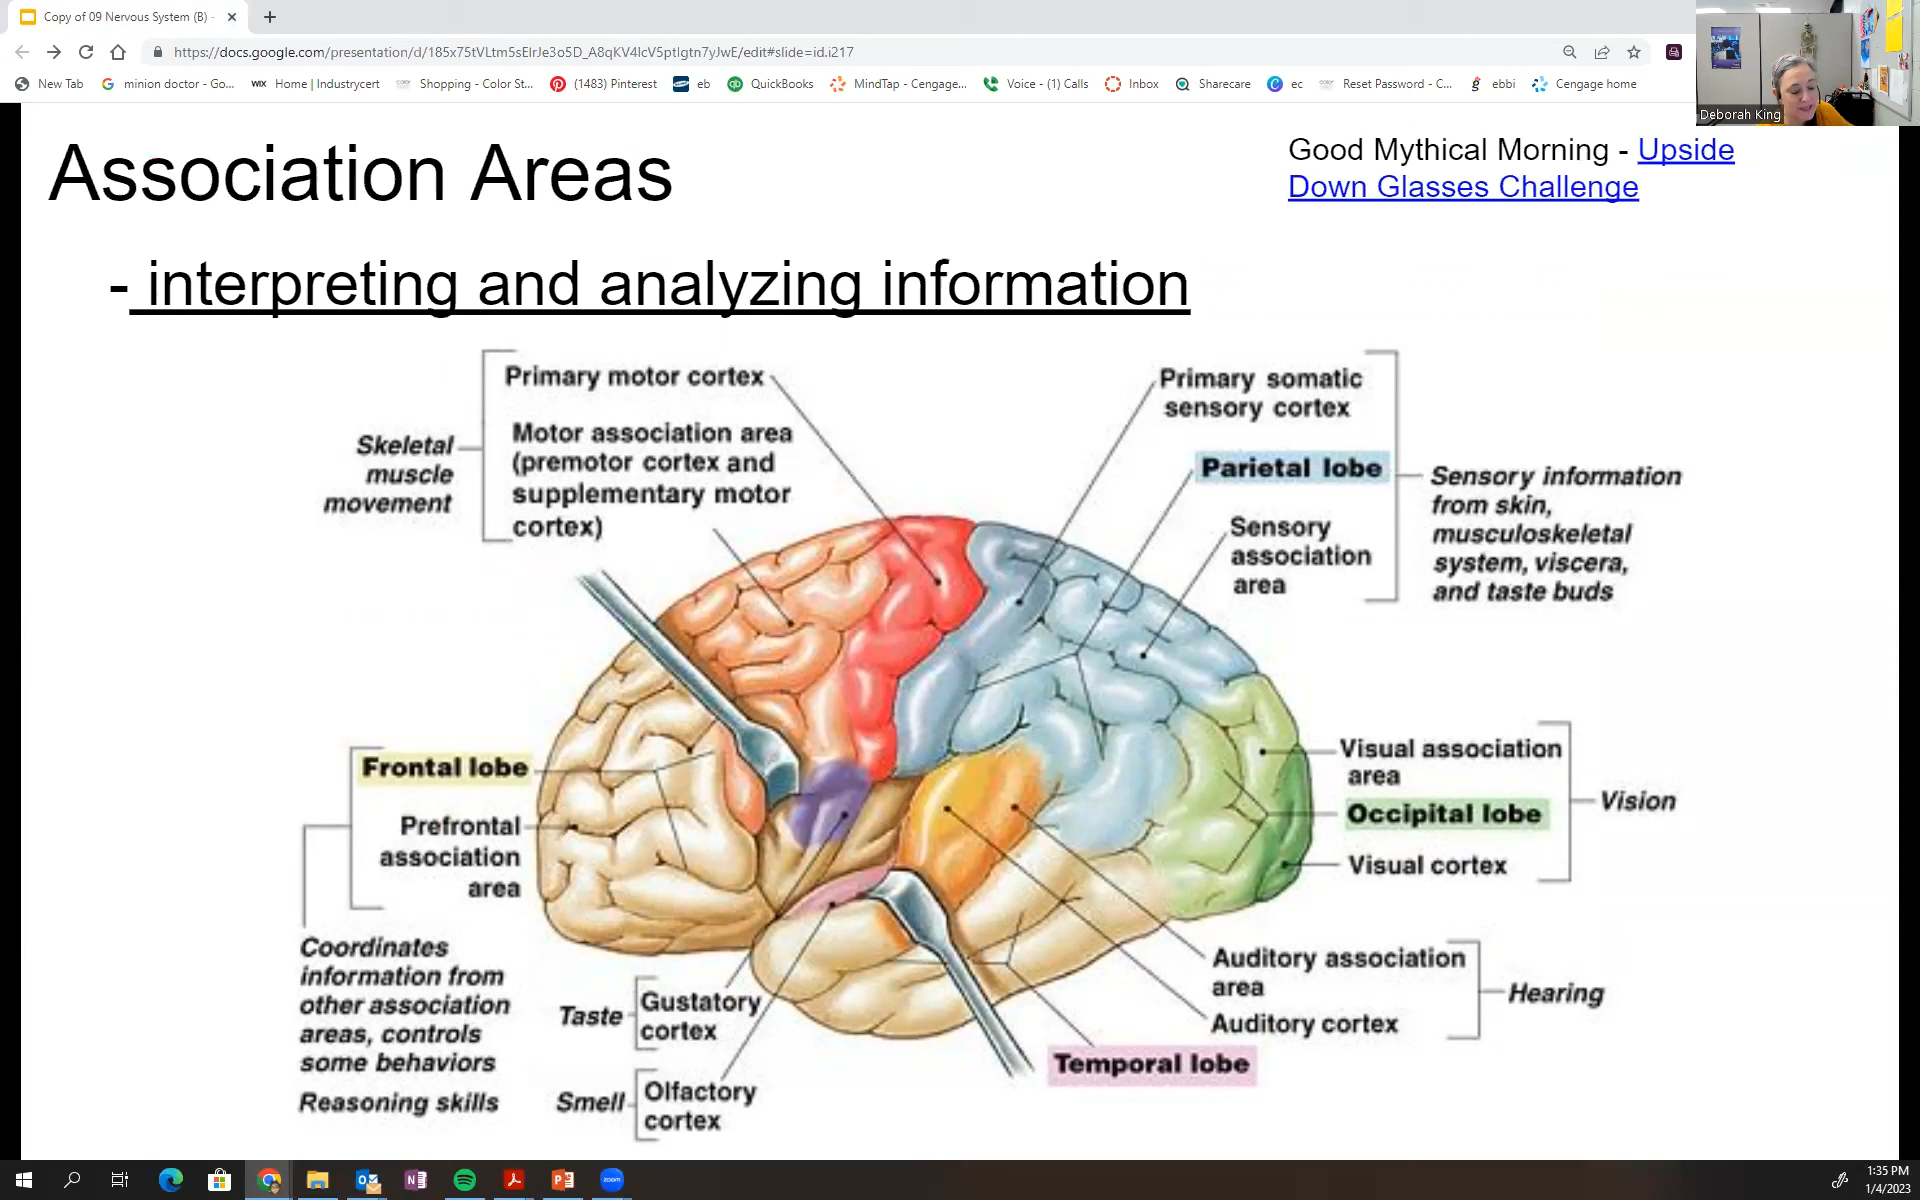 Copy of 09 Nervous System (B) -
https://docs.google.com/presentation/d/185x75tVLtm5sEIrJe3o5D_A8qKV4lcV5ptIgtn7yJwE/edit#slide=id.i217
New Tab
minion doctor - Go...
WIX Home | Industrycert
Shopping - Color St...
(1483) Pinterest
eb
QuickBooks
MindTap - Cengage...
Voice - (1) Calls
Inbox
Sharecare
ec
Reset Password - C...
ebbi
Cengage home
Deborah King
Association Areas
Good Mythical Morning - Upside
Down Glasses Challenge
- interpreting and analyzing information
Skeletal
muscle
movement
Primary motor cortex
Motor association area
(premotor cortex and
supplementary motor
cortex)
Primary somatic
sensory cortex
Parietal lobe
Sensory
association
area
Sensory information
from skin,
musculoskeletal
system, viscera,
and taste buds
Frontal lobe
Prefrontal
association
area
Coordinates
information from
other association
areas, controls
some behaviors
Reasoning skills
Visual association
area
Occipital lobe
Visual cortex
Vision
Taste
Gustatory
cortex
Smell
Olfactory
cortex
Auditory association
area
Auditory cortex
Hearing
Temporal lobe
zoom
1:35 PM
1/4/2023